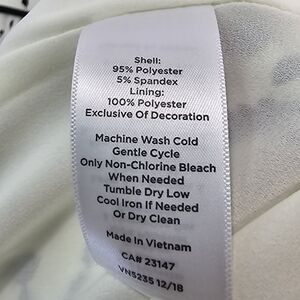 Shell:
95% Polyester
5% Spandex
Lining:
100% Polyester
Exclusive Of Decoration
Machine Wash Cold
Gentle Cycle
Only Non-Chlorine Bleach
When Needed
Tumble Dry Low
Cool Iron If Needed
Or Dry Clean
Made In Vietnam
CA# 23147
VN5235 12/18